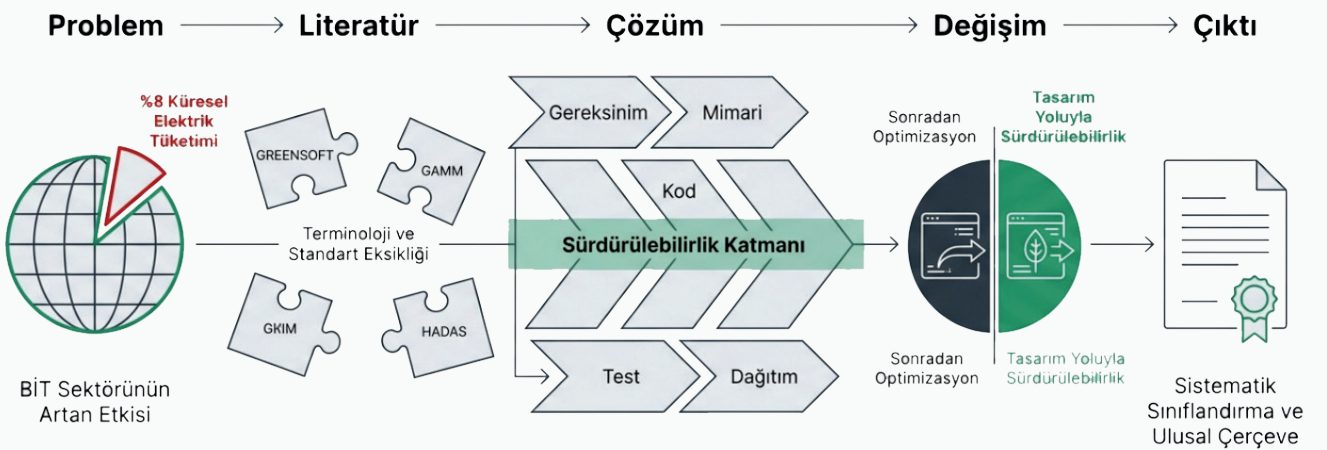 Problem
Literatür
Çözüm
Değişim
Çıktı
%8 Küresel
Elektrik
Tüketimi
BİT Sektörünün
Artan Etkisi
GREENSOFT
GAMM
Terminoloji ve
Standart Eksikliği
GKIM
HADAS
Gereksinim
Mimari
Kod
Sürdürülebilirlik Katmanı
Test
Dağıtım
Sonradan
Optimizasyon
Tasarım
Yoluyla
Sürdürülebilirlik
Sonradan
Optimizasyon
Tasarım Yoluyla
Sürdürülebilirlik
Sistematik
Sınıflandırma ve
Ulusal Çerçeve